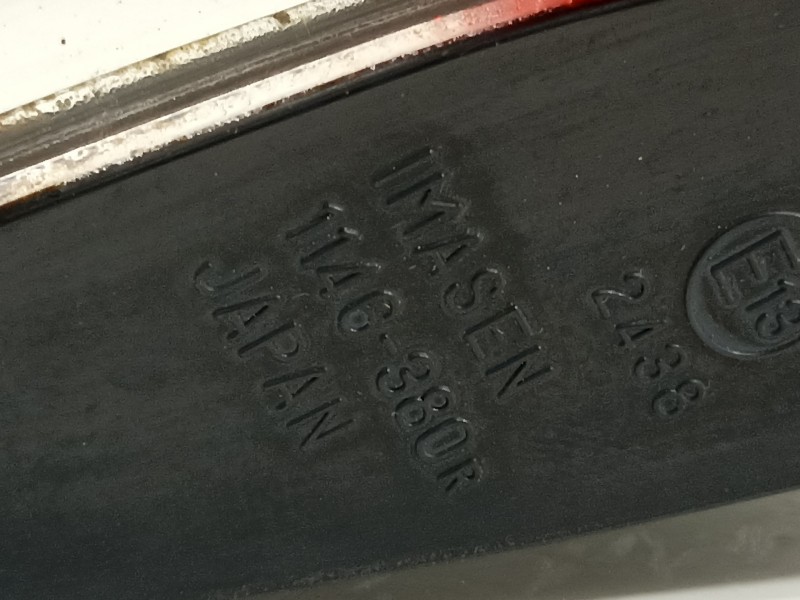 IMASEN
1146-380R
JAPAN
E13
2438